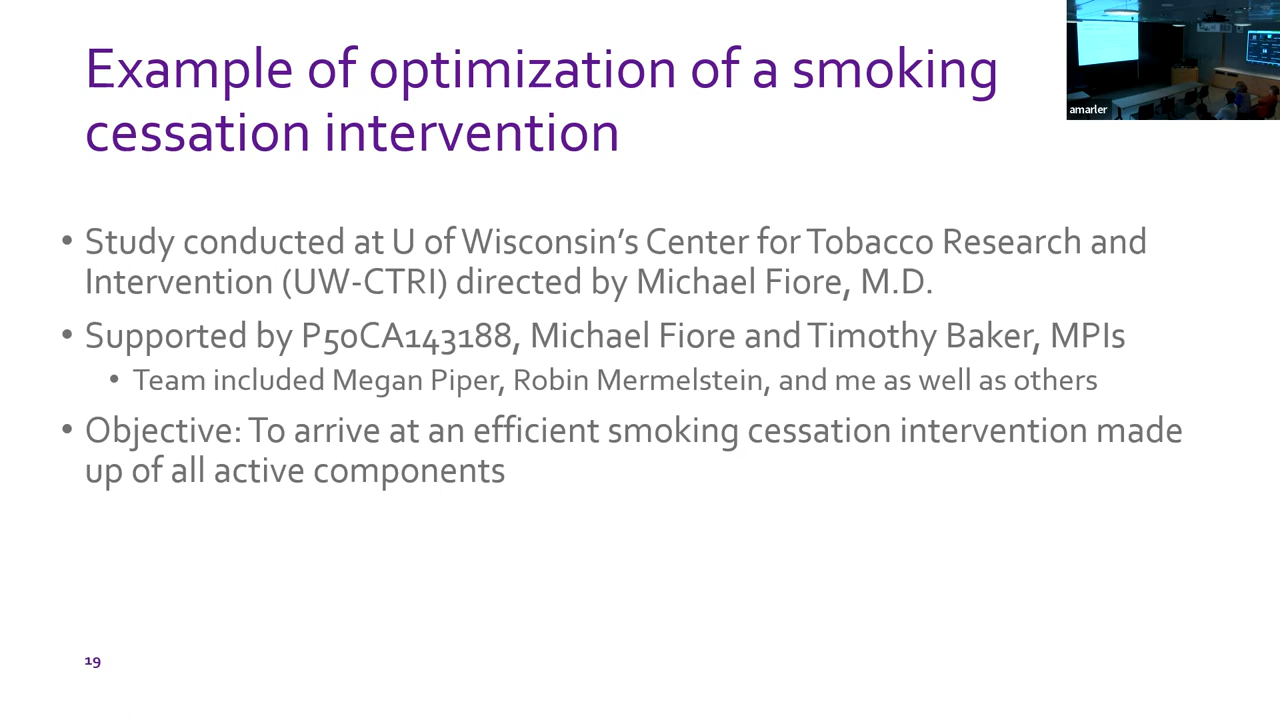 Example of optimization of a smoking
cessation intervention
amarler
• Study conducted at U of Wisconsin's Center for Tobacco Research and
Intervention (UW-CTRI) directed by Michael Fiore, M.D.
• Supported by P50CA143188, Michael Fiore and Timothy Baker, MPIs
• Team included Megan Piper, Robin Mermelstein, and me as well as others
• Objective: To arrive at an efficient smoking cessation intervention made
up of all active components
19